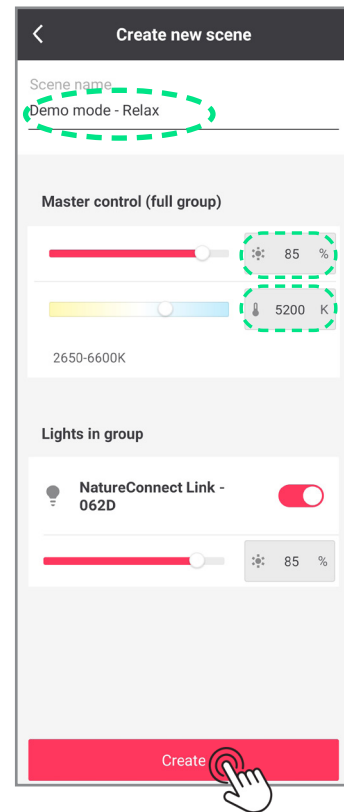 Create new scene
Scene name
Demo mode - Relax
Master control (full group)
85 %
5200 K
2650-6600K
Lights in group
NatureConnect Link -
062D
85 %
Create